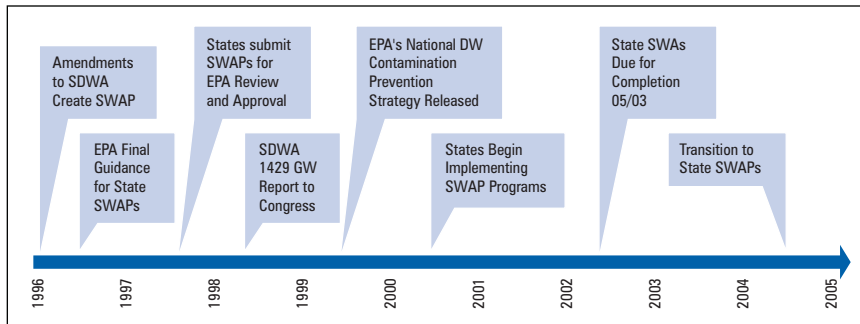 Amendments
to SDWA
Create SWAP
EPA Final
Guidance
for State
SWAPs
States submit
SWAPs for
EPA Review
and Approval
SDWA
1429 GW
Report to
Congress
EPA's National DW
Contamination
Prevention
Strategy Released
States Begin
Implementing
SWAP Programs
State SWAs
Due for
Completion
05/03
Transition to
State SWAPs
1996
1997
1998
1999
2000
2001
2002
2003
2004
2005